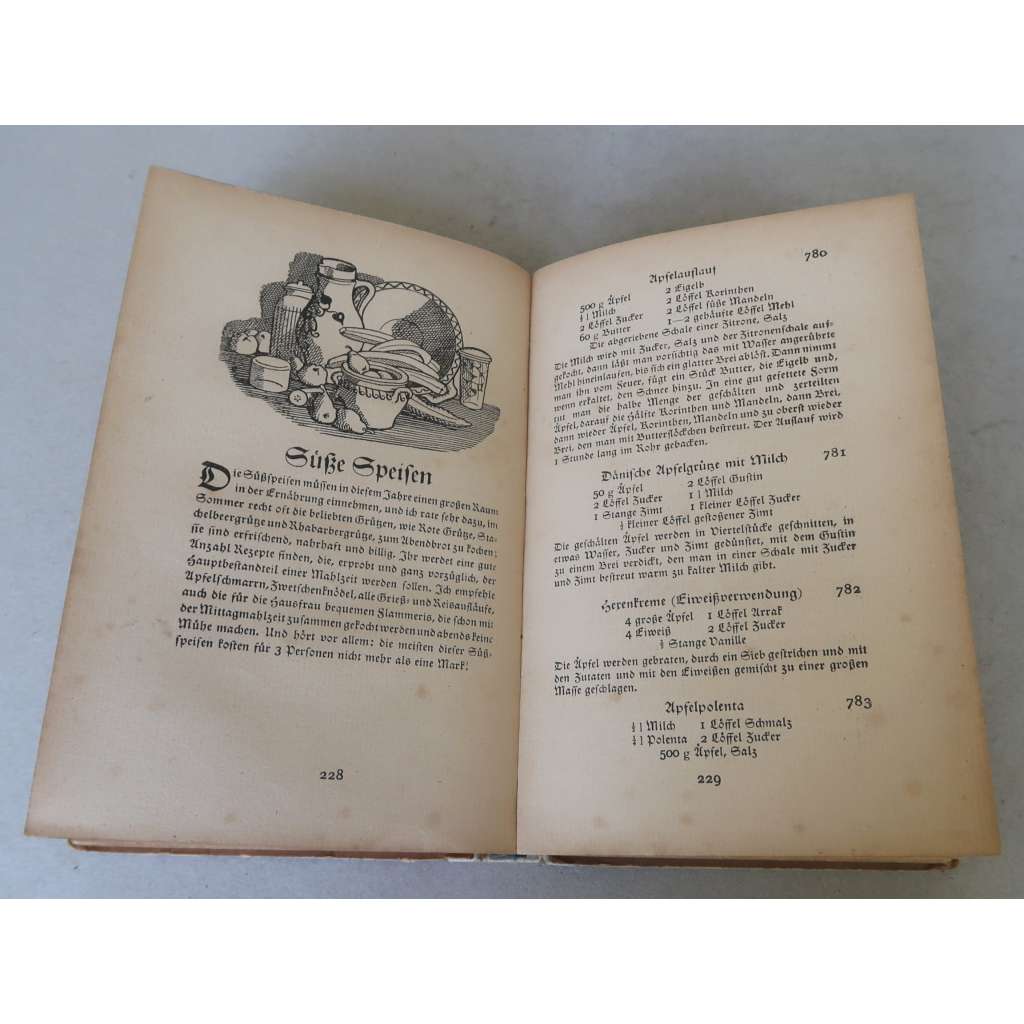 Süße Speisen
Die Süßspeisen müssen in diesem Jahre einen großen Raum
in der Ernährung einnehmen, und ich rate sehr dazu, im
Sommer recht oft die beliebten Grützen, wie Rote Grütze, Sta-
chelbeergrütze und Rhabarbergrütze, zum Abendbrot zu kochen;
sie sind erfrischend, nahrhaft und billig. Ihr werdet eine gute
Anzahl Rezepte finden, die, erprobt und ganz vorzüglich, der
Hauptbestandteil einer Mahlzeit werden sollen. Ich empfehle
Apfelschmarrn, Zwetschenknödel, alle Grieß- und Reisaufläufe,
auch die für die Hausfrau bequemen Flammeris, die schon mit
der Mittagmahlzeit zusammen gekocht werden und abends keine
Mühe machen. Und hört vor allem: die meisten dieser Süß-
speisen kosten für 3 Personen nicht mehr als eine Mark!
228
Apfelauflauf 780
500 g Äpfel 2 Eigelb
½ l Milch 2 Löffel Korinthen
2 Löffel Zucker 2 Löffel süße Mandeln
60 g Butter 1—2 gehäufte Löffel Mehl
Die abgeriebene Schale einer Zitrone, Salz
Die Milch wird mit Zucker, Salz und der Zitronenschale auf-
gekocht, dann läßt man vorsichtig das mit Wasser angerührte
Mehl hineinlaufen, bis sich ein glatter Brei ablöst. Dann nimmt
man ihn vom Feuer, fügt ein Stück Butter, die Eigelb und,
wenn erkaltet, den Schnee hinzu. In eine gut gefettete Form
tut man die halbe Menge der geschälten und zerteilten
Äpfel, darauf die Hälfte Korinthen und Mandeln, dann Brei,
dann wieder Äpfel, Korinthen, Mandeln und zu oberst wieder
Brei, den man mit Butterflöckchen bestreut. Der Auflauf wird
1 Stunde lang im Rohr gebacken.
Dänische Apfelgrütze mit Milch 781
50 g Äpfel 2 Löffel Gustin
2 Löffel Zucker 1 l Milch
1 Stange Zimt 1 kleiner Löffel Zucker
kleiner Löffel gestoßener Zimt
Die geschälten Äpfel werden in Viertelstücke geschnitten, in
etwas Wasser, Zucker und Zimt gedünstet, mit dem Gustin
zu einem Brei verdickt, den man in einer Schale mit Zucker
und Zimt bestreut warm zu kalter Milch gibt.
Hexenkreme (Eiweißverwendung) 782
4 große Äpfel 1 Löffel Arrak
4 Eiweiß 2 Löffel Zucker
Stange Vanille
Die Äpfel werden gebraten, durch ein Sieb gestrichen und mit
den Zutaten und mit den Eiweißen gemischt zu einer großen
Masse geschlagen.
Apfelpolenta 783
l Milch 1 Löffel Schmalz
l Polenta 2 Löffel Zucker
500 g Äpfel, Salz
229